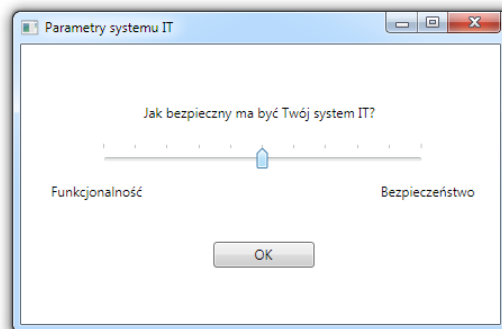 Parametry systemu IT
Jak bezpieczny ma być Twój system IT?
Funkcjonalność
Bezpieczeństwo
OK